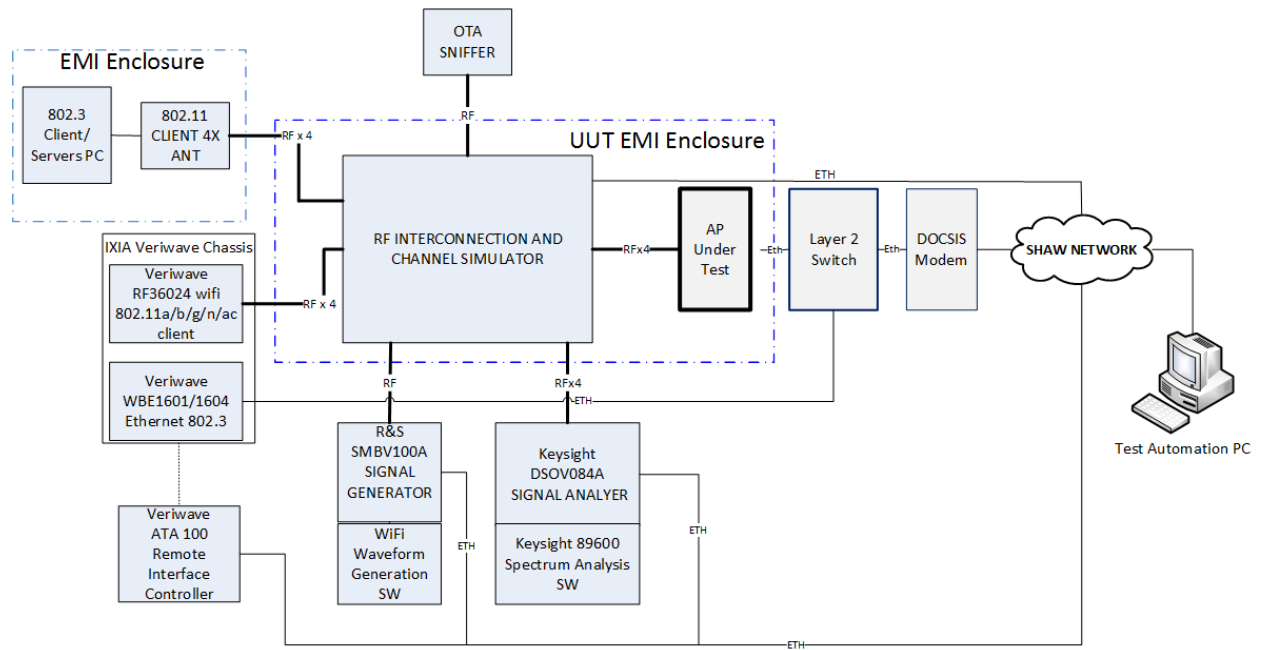 OTA
SNIFFER
EMI Enclosure
802.3
Client/
Servers PC
802.11
CLIENT 4X
ANT
RF x 4
RF
UUT EMI Enclosure
ETH
RF INTERCONNECTION AND
CHANNEL SIMULATOR
RFx4
AP
Under
Test
Eth
Layer 2
Switch
Eth
DOCSIS
Modem
SHAW NETWORK
IXIA Veriwave Chassis
Veriwave
RF36024 wifi
802.11a/b/g/n/ac
client
RF x 4
Veriwave
WBE1601/1604
Ethernet 802.3
RF
RFx4
ETH
Test Automation PC
R&S
SMBV100A
SIGNAL
GENERATOR
Keysight
DSOV084A
SIGNAL ANALYER
Veriwave
ATA 100
Remote
Interface
Controller
WiFi
Waveform
Generation
SW
ETH
Keysight 89600
Spectrum Analysis
SW
ETH
ETH